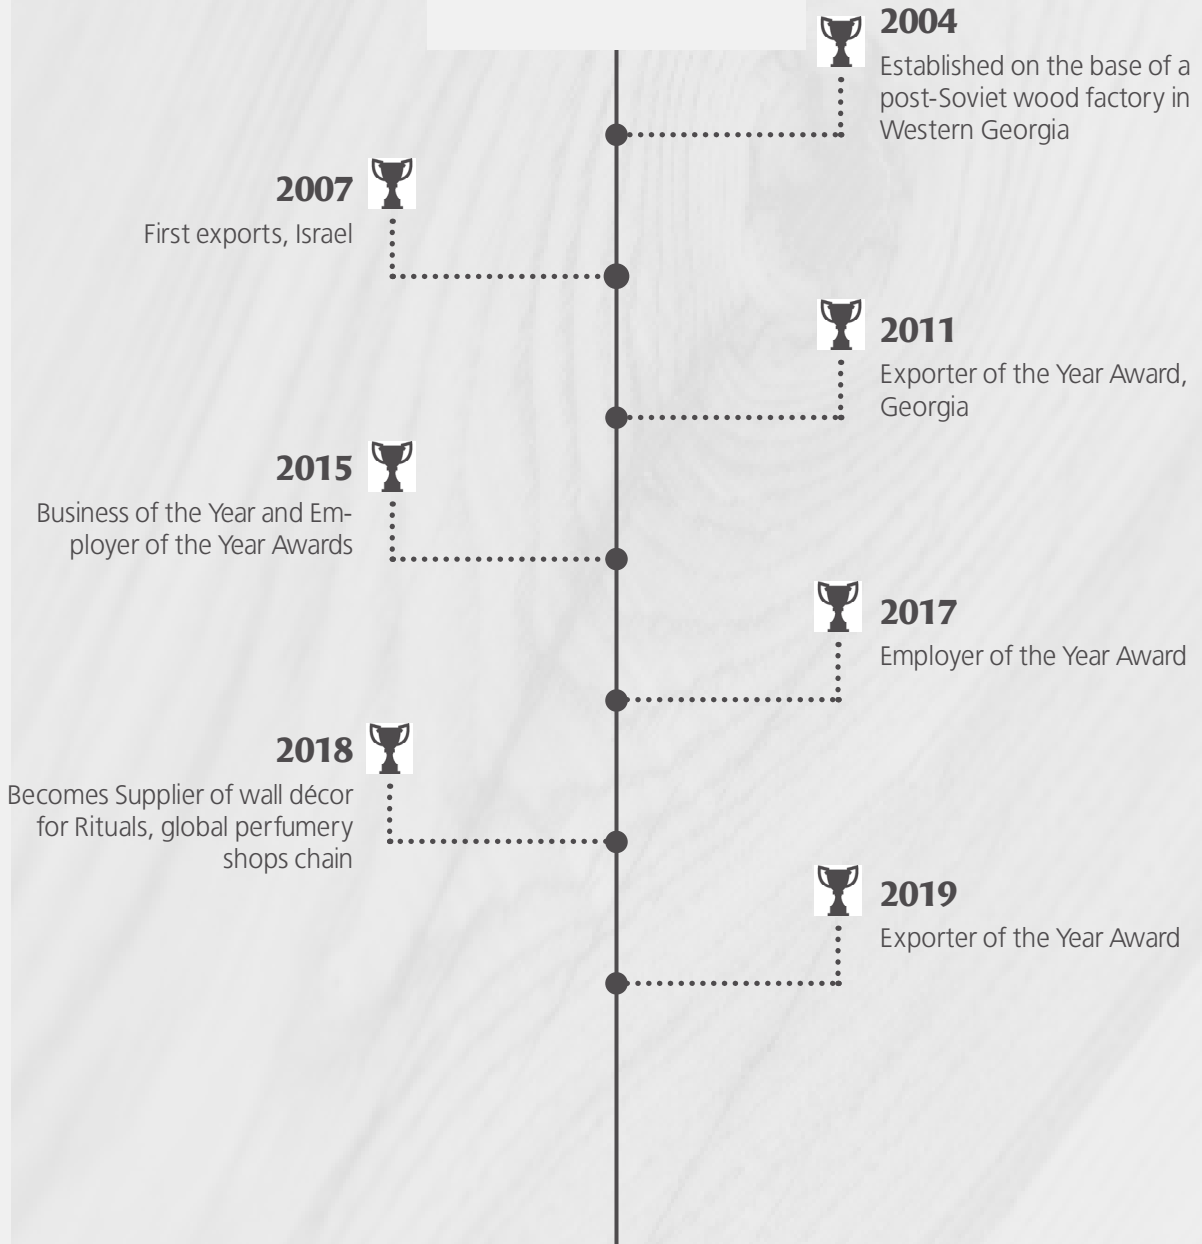 2004
Established on the base of a
post-Soviet wood factory in
Western Georgia
2007
First exports, Israel
2011
Exporter of the Year Award,
Georgia
2015
Business of the Year and Em-
ployer of the Year Awards
2017
Employer of the Year Award
2018
Becomes Supplier of wall décor
for Rituals, global perfumery
shops chain
2019
Exporter of the Year Award